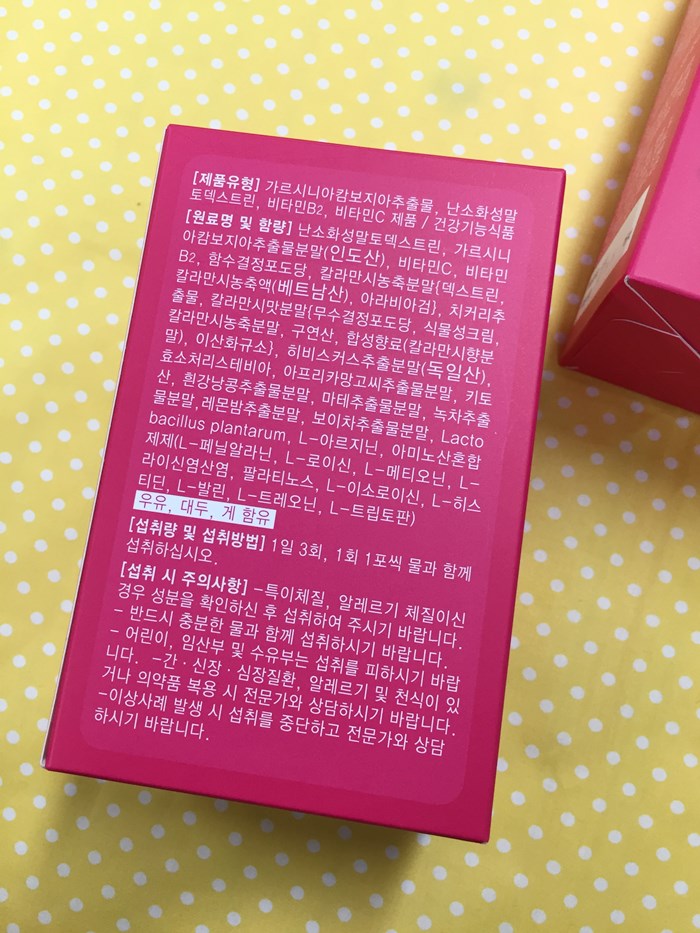 [제품유형] 가르시니아캄보지아추출물, 난소화성말
토덱스트린, 비타민B2, 비타민C 제품 / 건강기능식품
[원료명 및 함량] 난소화성말토덱스트린, 가르시니
아캄보지아추출물분말(인도산), 비타민C, 비타민
B2, 함수결정포도당, 칼라만시농축분말{덱스트린,
칼라만시농축액(베트남산), 아라비아검}, 치커리추
출물, 칼라만시맛분말{무수결정포도당, 식물성크림,
칼라만시농축분말, 구연산, 합성향료(칼라만시향분
말), 이산화규소}, 히비스커스추출분말(독일산),
효소처리스테비아, 아프리카망고씨추출물분말, 키토
산, 흰강낭콩추출물분말, 마테추출물분말, 녹차추출
물분말,레몬밤추출분말, 보이차추출물분말, Lacto
bacillus plantarum, L-아르지닌, 아미노산혼합
제제(L-페닐알라닌, L-로이신, L-메티오닌, L-
라이신염산염, 팔라티노스, L-이소로이신, L-히스
티딘, L-발린, L-트레오닌, L-트립토판)
우유, 대두, 게 함유
[섭취량 및 섭취방법] 1일 3회, 1회 1포씩 물과 함께
섭취하십시오.
[섭취 시 주의사항] -특이체질, 알레르기 체질이신
경우 성분을 확인하신 후 섭취하여 주시기 바랍니다.
- 반드시 충분한 물과 함께 섭취하시기 바랍니다.
- 어린이, 임산부 및 수유부는 섭취를 피하시기 바랍
니다. -간·신장·심장질환, 알레르기 및 천식이 있
거나 의약품 복용 시 전문가와 상담하시기 바랍니다.
-이상사례 발생 시 섭취를 중단하고 전문가와 상담
하시기 바랍니다.